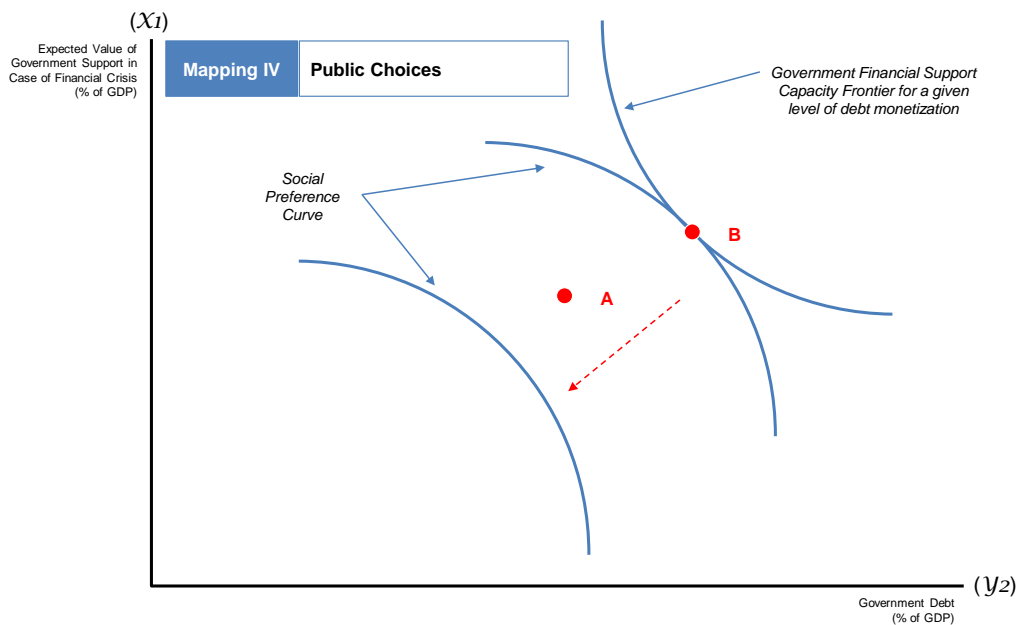 (X1)
Expected Value of
Government Support in
Case of Financial Crisis
(% of GDP)
Mapping IV
Public Choices
Government Financial Support
Capacity Frontier for a given
level of debt monetization
Social
Preference
Curve
B
A
(y2)
Government Debt
(% of GDP)